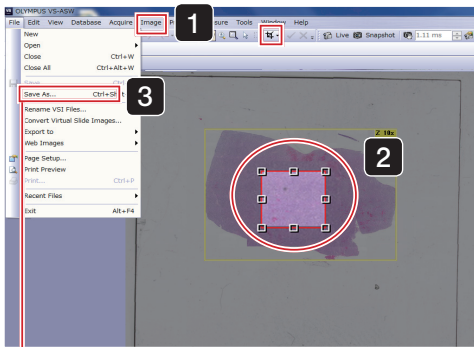 OLYMPUS VS-ASW
File Edit View Database Acquire Image sure Tools Window Help
1
Live Snapshot 1.11 ms
New
Open
Close Ctrl+W
Close All Ctrl+Alt+W
Save
Save As...
3
Rename VSI Files...
Convert Virtual Slide Images...
Export to
Web Images
Page Setup...
Print Preview
Print... Ctrl+P
Recent Files
Exit Alt+F4
Z 10x
2